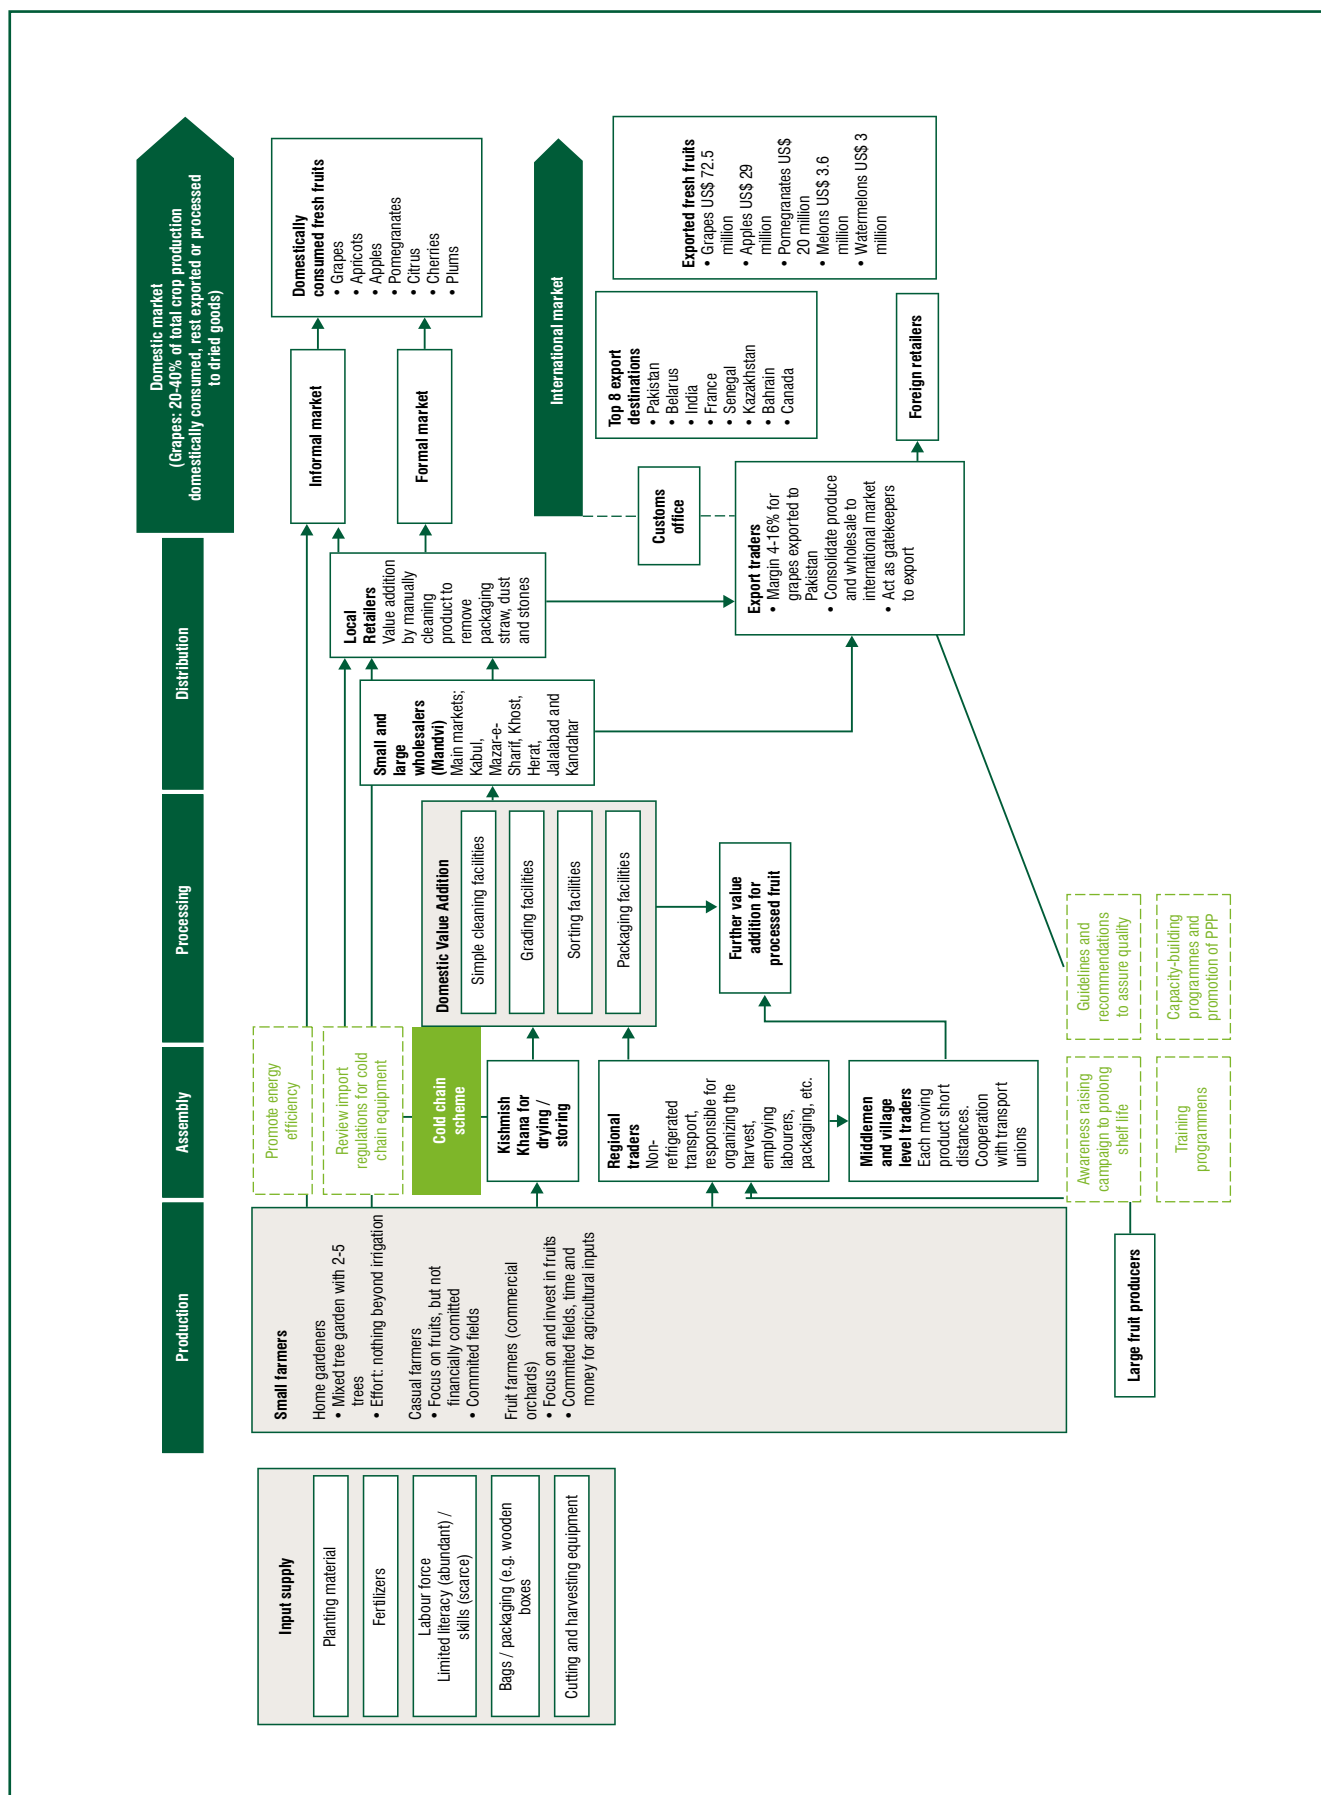 Production
Assembly
Processing
Distribution
Domestic market
(Grapes: 20-40% of total crop production
domestically consumed, rest exported or processed
to dried goods)
Input supply
Planting material
Fertilizers
Labour force
Limited literacy (abundant) /
skills (scarce)
Bags / packaging (e.g. wooden
boxes
Cutting and harvesting equipment
Small farmers
Home gardeners
• Mixed tree garden with 2-5
trees
• Effort: nothing beyond irrigation
Casual farmers
• Focus on fruits, but not
financially comitted
• Commited fields
Fruit farmers (commercial
orchards)
• Focus on and invest in fruits
• Commited fields, time and
money for agricultural inputs
Large fruit producers
Promote energy
efficiency
Review import
regulations for cold
chain equipment
Cold chain
scheme
Kishmish
Khana for
drying /
storing
Regional
traders
Non-
refrigerated
transport,
responsible for
organizing the
harvest,
employing
labourers,
packaging, etc.
Middlemen
and village
level traders
Each moving
product short
distances.
Cooperation
with transport
unions
Awareness raising
campaign to prolong
shelf life
Training
programmens
Domestic Value Addition
Simple cleaning facilities
Grading facilities
Sorting facilities
Packaging facilities
Further value
addition for
processed fruit
Guidelines and
recommendations
to assure quality
Capacity-building
programmes and
promotion of PPP
Small and
large
wholesalers
(Mandvi)
Main markets;
Kabul,
Mazar-e-
Sharif, Khost,
Herat,
Jalalabad and
Kandahar
Local
Retailers
Value addition
by manually
cleaning
product to
remove
packaging
straw, dust
and stones
Export traders
• Margin 4-16% for
grapes exported to
Pakistan
• Consolidate produce
and wholesale to
international market
• Act as gatekeepers
to export
Informal market
Formal market
Customs
office
Foreign retailers
Domestically
consumed fresh fruits
• Grapes
• Apricots
• Apples
• Pomegranates
• Citrus
• Cherries
• Plums
International market
Top 8 export
destinations
• Pakistan
• Belarus
• India
• France
• Senegal
• Kazakhstan
• Bahrain
• Canada
Exported fresh fruits
• Grapes US$ 72.5
million
• Apples US$ 29
million
• Pomegranates US$
20 million
• Melons US$ 3.6
million
• Watermelons US$ 3
million